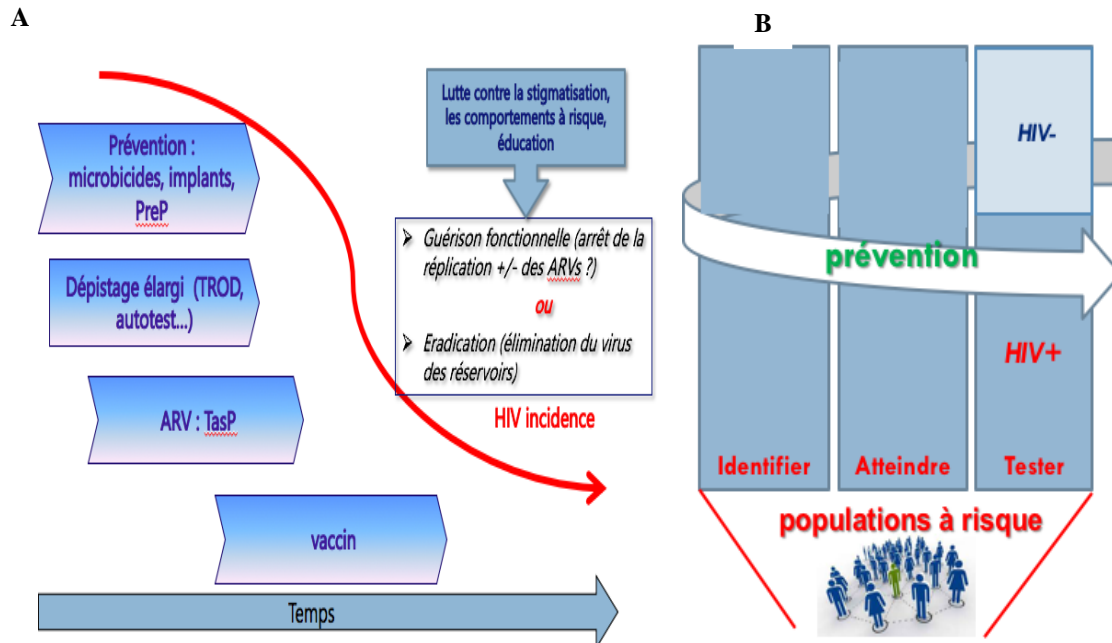 A
Prévention :
microbicides, implants,
PreP
Dépistage élargi (TROD,
autotest...)
ARV : TasP
vaccin
Temps
Lutte contre la stigmatisation,
les comportements à risque,
éducation
Guérison fonctionnelle (arrêt de la
réplication +/- des ARVs ?)
ou
Eradication (élimination du virus
des réservoirs)
HIV incidence
B
HIV-
prévention
HIV+
Identifier
Atteindre
Tester
populations à risque